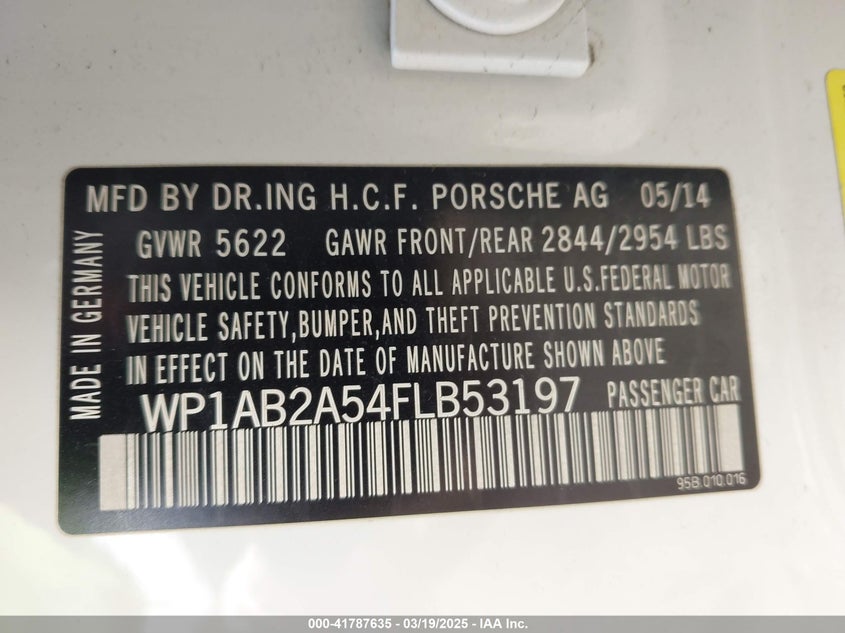 MFD BY DR.ING H.C.F. PORSCHE AG 05/14
GVWR 5622 GAWR FRONT/REAR 2844/2954 LBS
THIS VEHICLE CONFORMS TO ALL APPLICABLE U.S.FEDERAL MOTOR
VEHICLE SAFETY,BUMPER,AND THEFT PREVENTION STANDARDS
IN EFFECT ON THE DATE OF MANUFACTURE SHOWN ABOVE
WP1AB2A54FLB53197 PASSENGER CAR
MADE IN GERMANY
95B.010.016
000-41787635 - 03/19/2025 - IAA Inc.